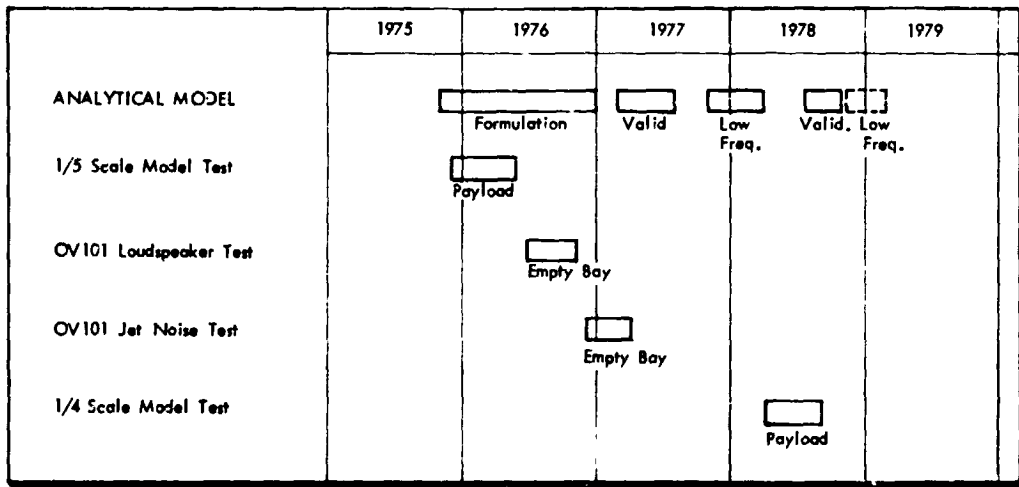 1975 1976 1977 1978 1979
ANALYTICAL MODEL
Formulation Valid Low Freq. Valid. Low Freq.
1/5 Scale Model Test
Payload
OV101 Loudspeaker Test
Empty Bay
OV101 Jet Noise Test
Empty Bay
1/4 Scale Model Test
Payload